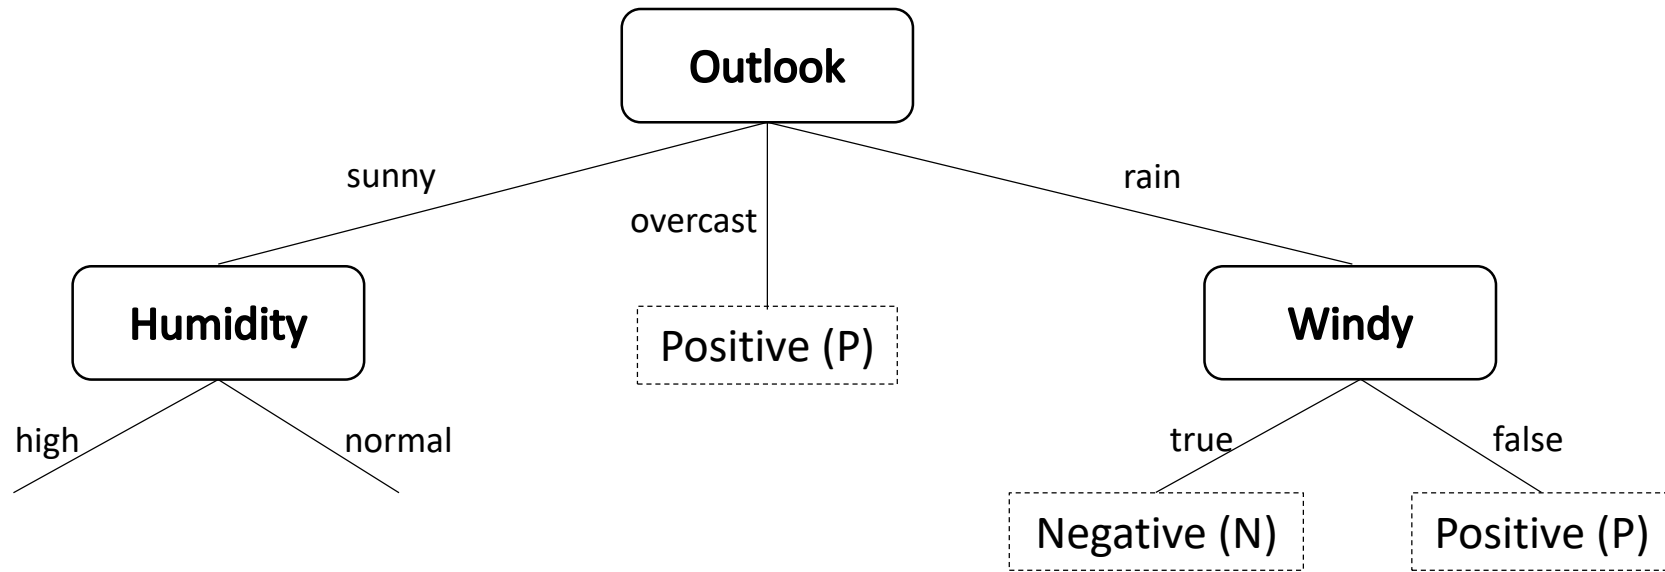 Outlook
sunny
rain
overcast
Humidity
Positive (P)
Windy
high
normal
true
false
Negative (N)
Positive (P)